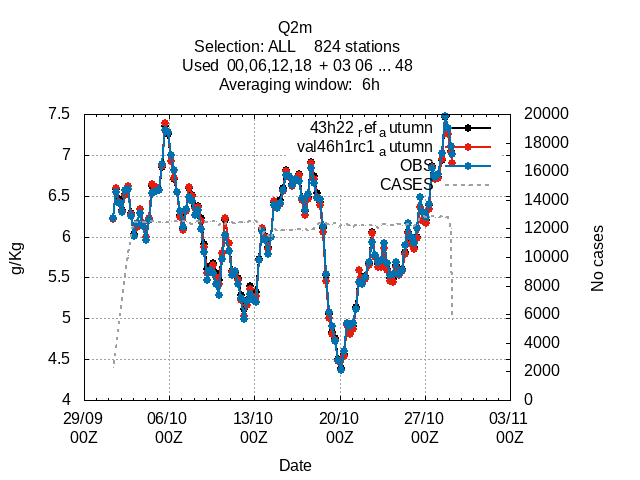 Q2m
Selection: ALL 824 stations
Used 00,06,12,18 + 03 06 ... 48
Averaging window: 6h
7.5
7
6.5
6
5.5
5
4.5
4
g/Kg
20000
18000
16000
14000
12000
10000
8000
6000
4000
2000
0
No cases
43h22 ref a utumn
val46h1rc1 a utumn
OBS
CASES
29/09 06/10 13/10 20/10 27/10 03/11
00Z 00Z 00Z 00Z 00Z 00Z
Date